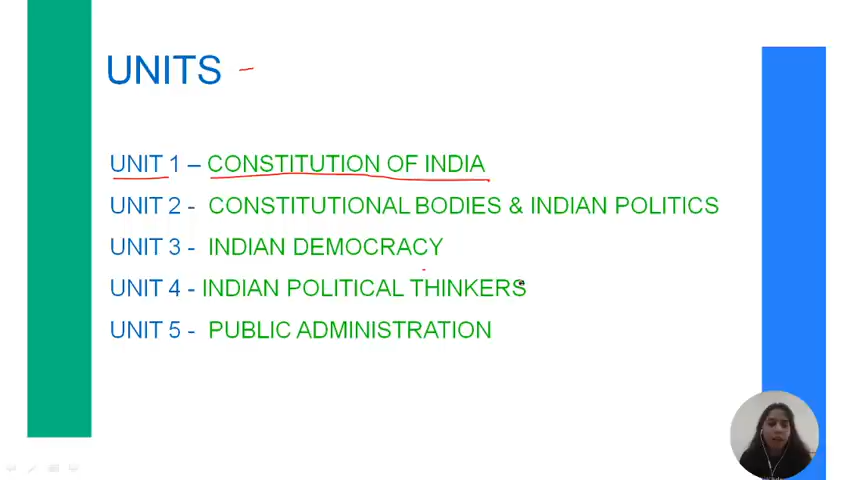 UNITS
UNIT 1 – CONSTITUTION OF INDIA
UNIT 2 - CONSTITUTIONAL BODIES & INDIAN POLITICS
UNIT 3 - INDIAN DEMOCRACY
UNIT 4 - INDIAN POLITICAL THINKERS
UNIT 5 - PUBLIC ADMINISTRATION